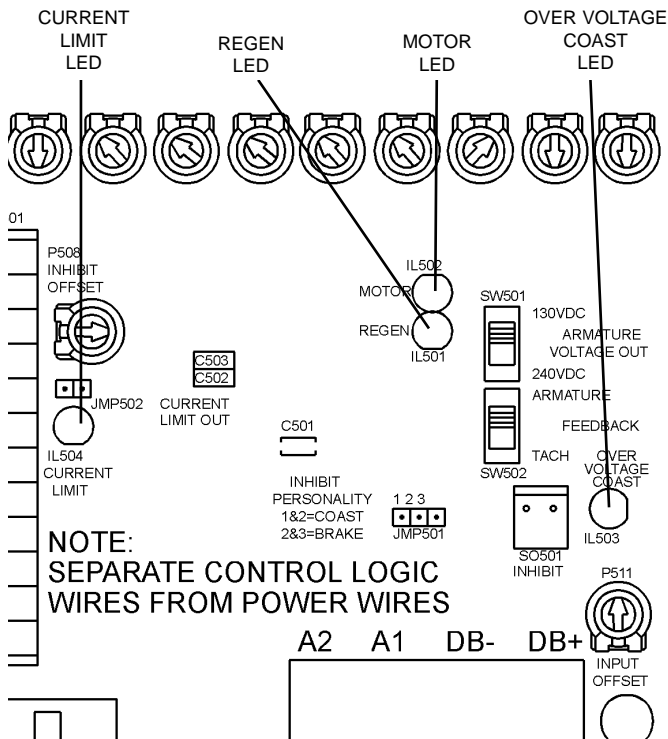 CURRENT
LIMIT
LED
REGEN
LED
MOTOR
LED
OVER VOLTAGE
COAST
LED
01
P508
INHIBIT
OFFSET
IL502
MOTOR
REGEN
IL501
SW501
130VDC
ARMATURE
VOLTAGE OUT
240VDC
ARMATURE
FEEDBACK
TACH
SW502
OVER
VOLTAGE
COAST
IL503
C503
C502
CURRENT
LIMIT OUT
JMP502
IL504
CURRENT
LIMIT
C501
INHIBIT
PERSONALITY
1&2=COAST
2&3=BRAKE
1 2 3
JMP501
SO501
INHIBIT
NOTE:
SEPARATE CONTROL LOGIC
WIRES FROM POWER WIRES
P511
INPUT
OFFSET
A2 A1 DB- DB+